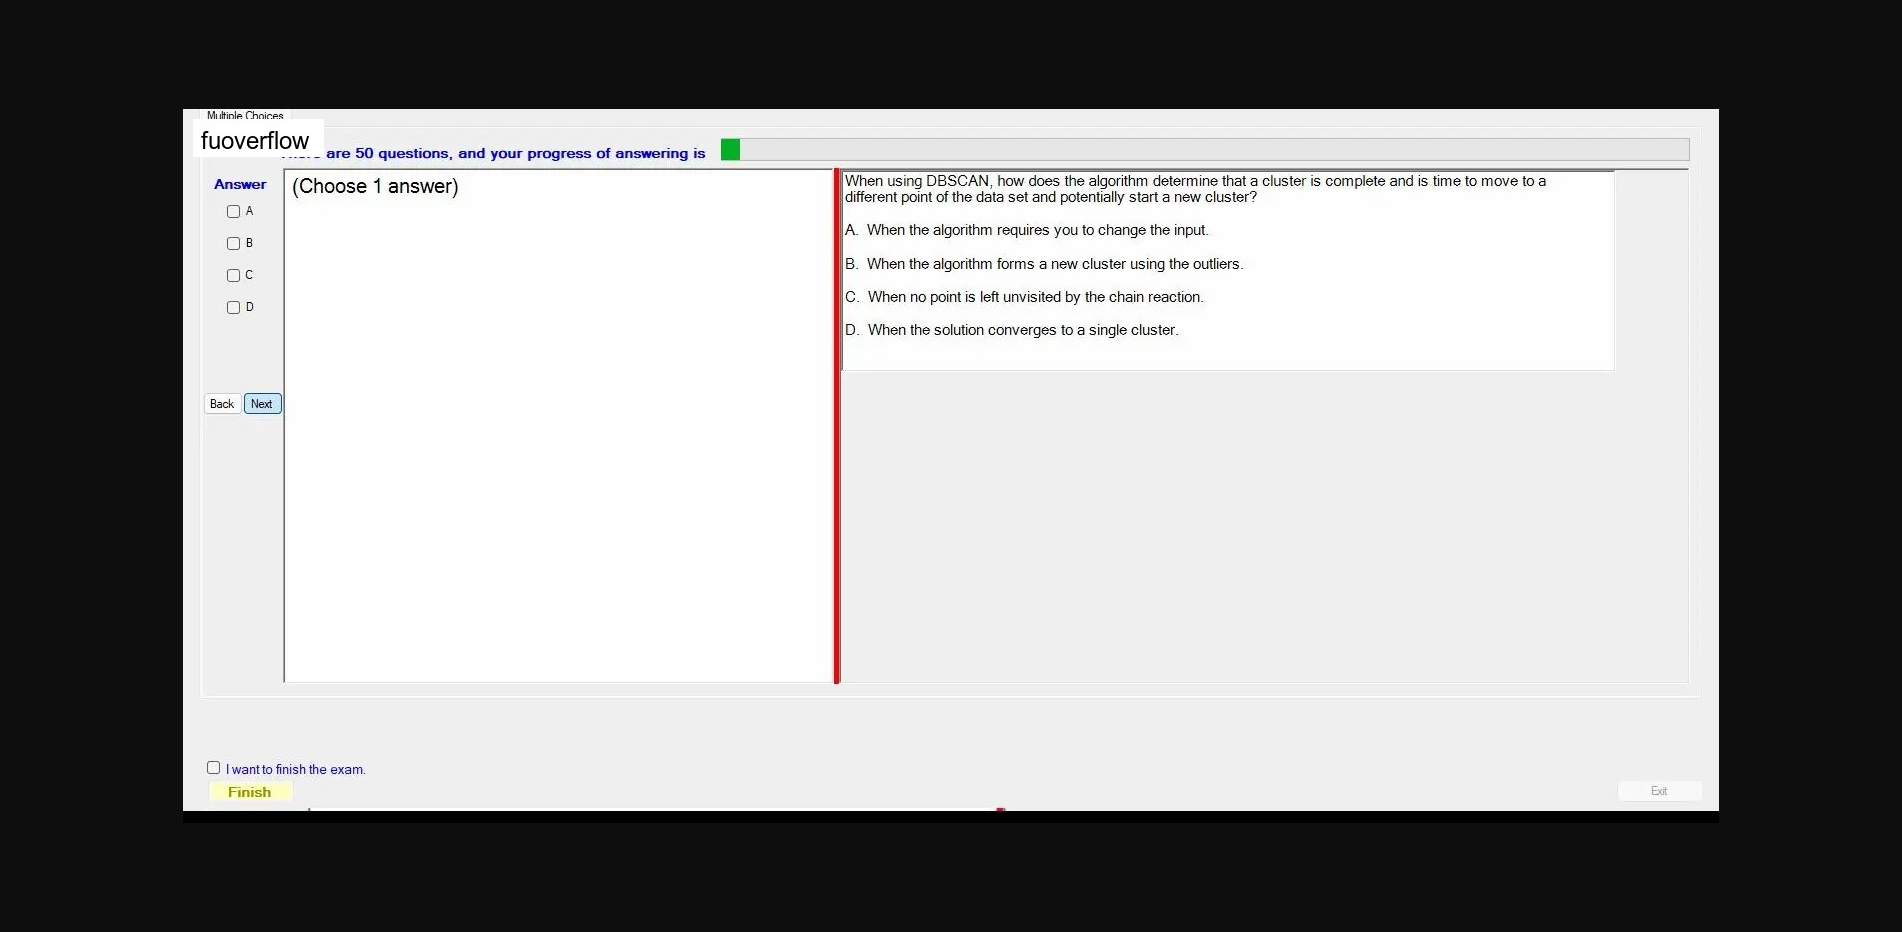 Multiple Choices
fuoverflow
are 50 questions, and your progress of answering is
Answer
(Choose 1 answer)
A
B
C
D
Back
Next
When using DBSCAN, how does the algorithm determine that a cluster is complete and is time to move to a
different point of the data set and potentially start a new cluster?
A. When the algorithm requires you to change the input.
B. When the algorithm forms a new cluster using the outliers.
C. When no point is left unvisited by the chain reaction.
D. When the solution converges to a single cluster.
I want to finish the exam.
Finish
Exit